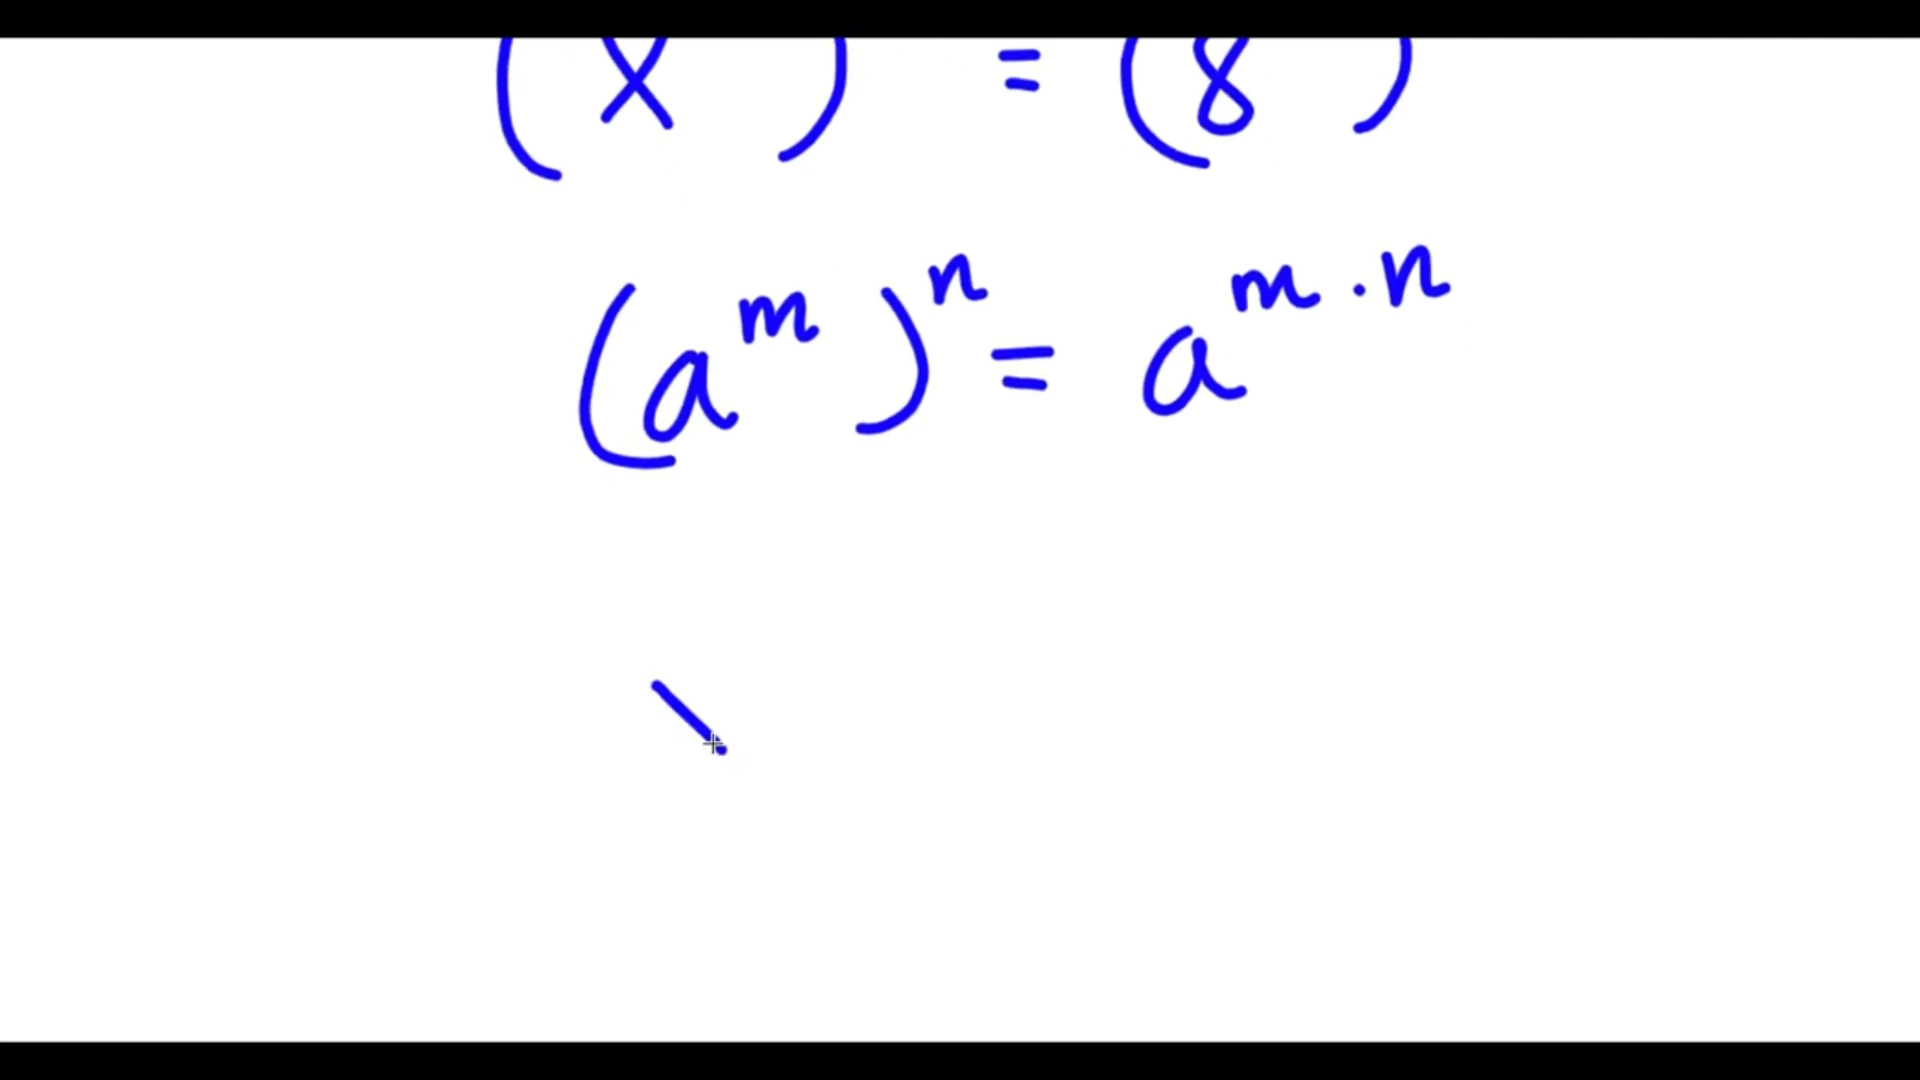 (x) = (8)
(a^m)^n = a^{m·n}